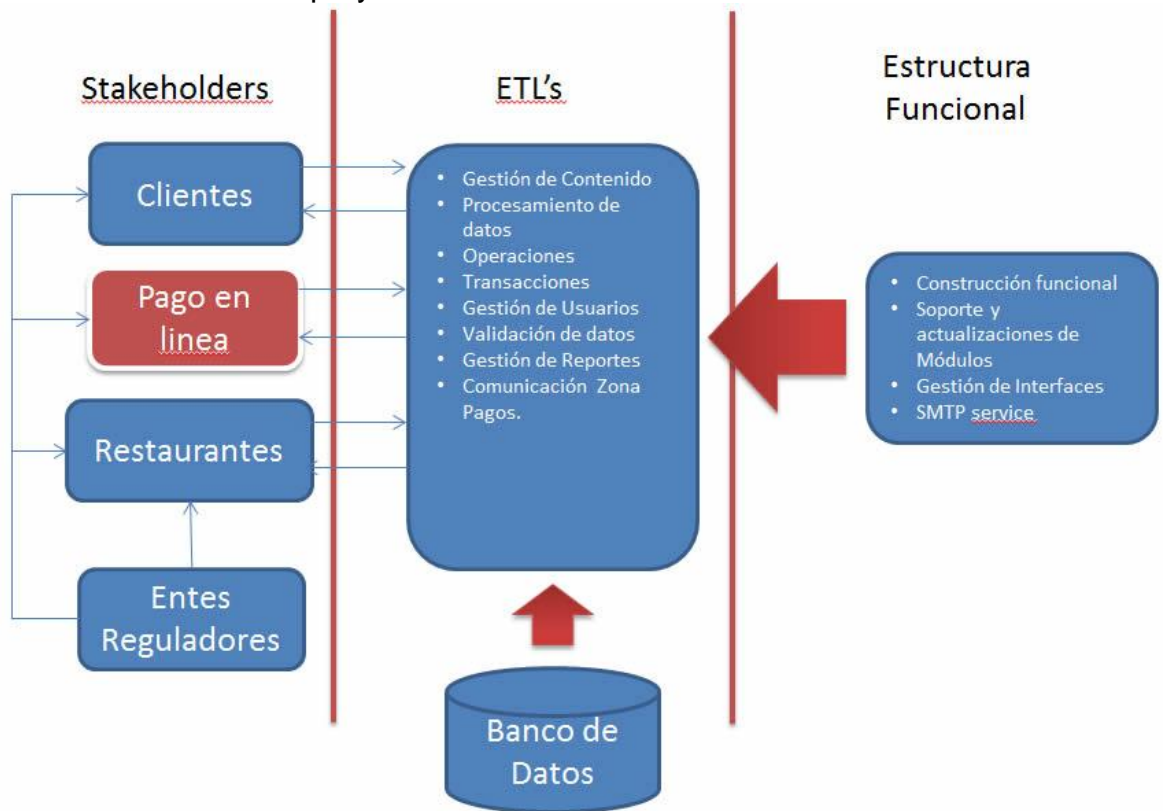 Stakeholders
Clientes
Pago en
linea
Restaurantes
Entes
Reguladores
ETL's
• Gestión de Contenido
• Procesamiento de
datos
• Operaciones
• Transacciones
• Gestión de Usuarios
• Validación de datos
• Gestión de Reportes
• Comunicación Zona
Pagos.
Banco de
Datos
Estructura
Funcional
• Construcción funcional
• Soporte y
actualizaciones de
Módulos
• Gestión de Interfaces
• SMTP service